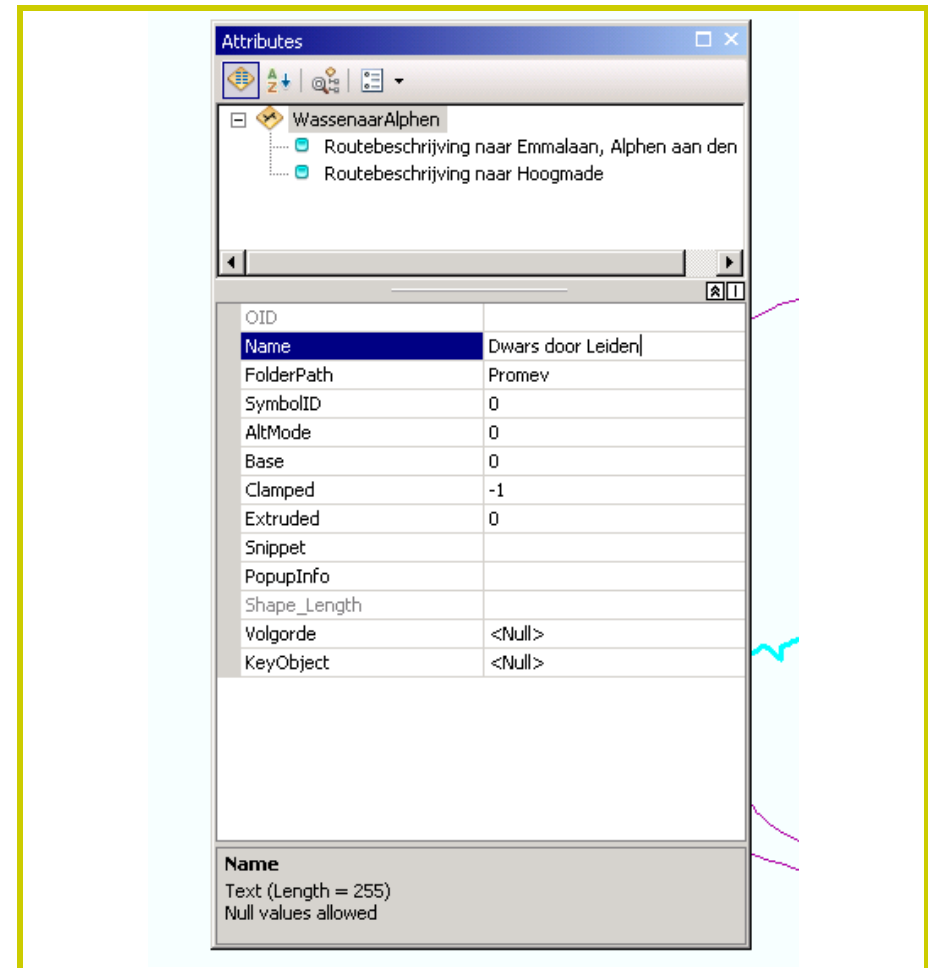 Attributes
WassenaarAlphen
Routebeschrijving naar Emmalaan, Alphen aan den
Routebeschrijving naar Hoogmade
OID
Name Dwars door Leiden
FolderPath Promev
SymbolID 0
AltMode 0
Base 0
Clamped -1
Extruded 0
Snippet
PopupInfo
Shape_Length
Volgorde <Null>
KeyObject <Null>
Name
Text (Length = 255)
Null values allowed